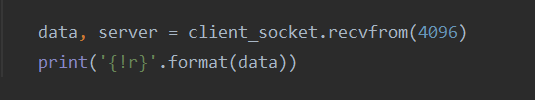 data, server = client_socket.recvfrom(4096)
print('{!r}'.format(data))